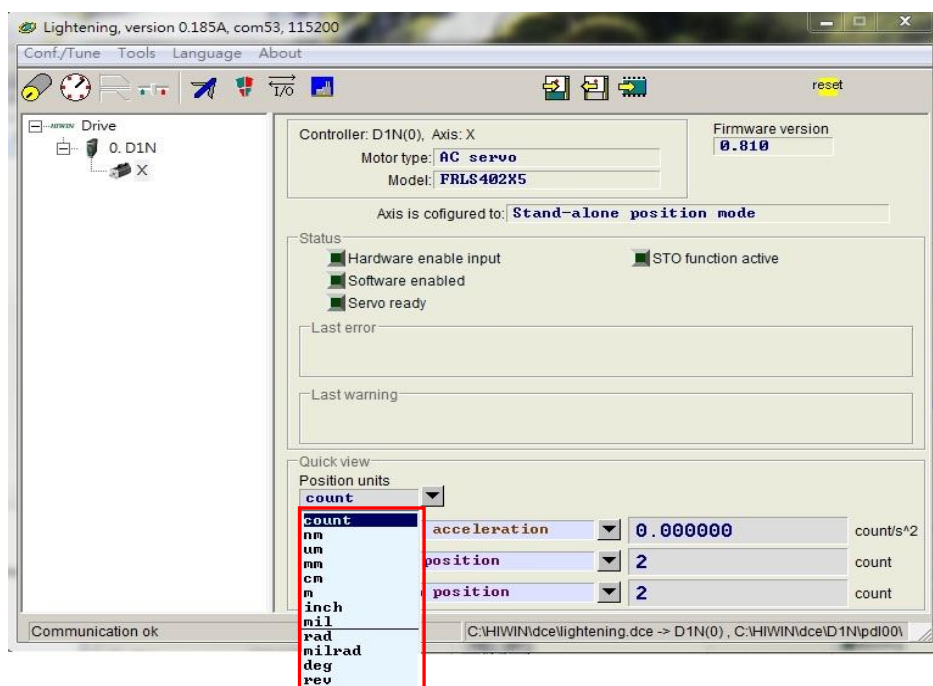 Lightening, version 0.185A, com53, 115200
Conf./Tune Tools Language About
I/O
reset
HIWIN Drive
0. D1N
X
Controller: D1N(0), Axis: X
Firmware version
0.810
Motor type: AC servo
Model: FRLS402X5
Axis is cofigured to: Stand-alone position mode
Status
Hardware enable input
STO function active
Software enabled
Servo ready
Last error
Last warning
Quick view
Position units
count
count
nm
um
mm
cm
m
inch
mil
rad
milrad
deg
rev
acceleration 0.000000 count/s^2
position 2 count
position 2 count
Communication ok
C:\HIWIN\dce\lightening.dce -> D1N(0) , C:\HIWIN\dce\D1N\pdl00\